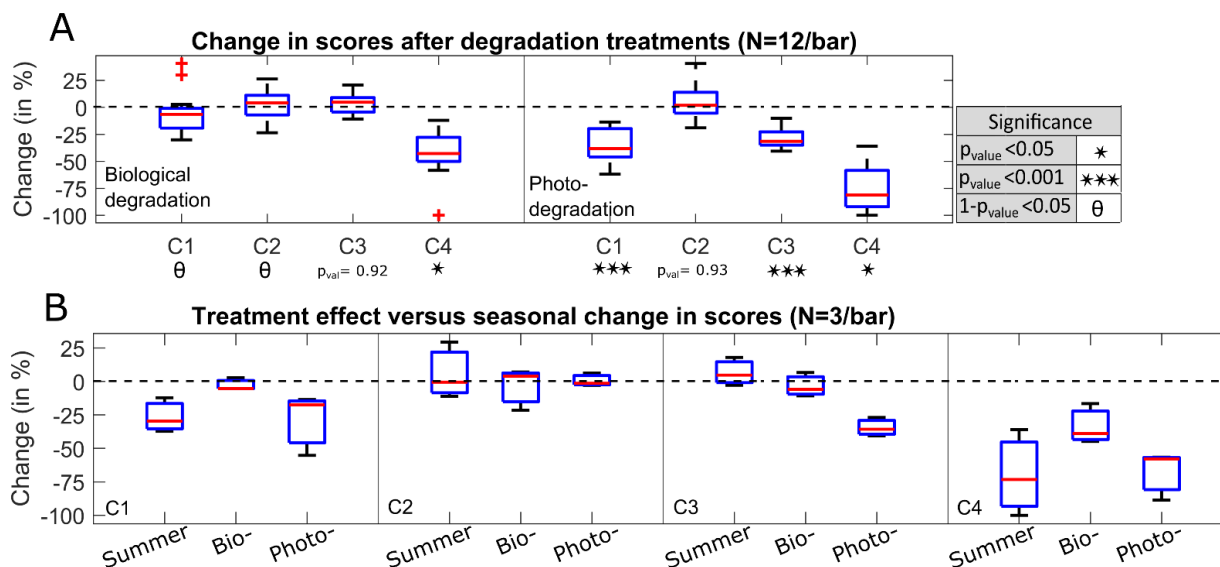 A
Change in scores after degradation treatments (N=12/bar)
Change (in %)
25
0
-25
-50
-75
-100
Biological
degradation
Photo-
degradation
Significance
pvalue <0.05 ✶
pvalue <0.001 ✶✶✶
1-pvalue <0.05 θ
C1 C2 C3 C4 C1 C2 C3 C4
θ θ pval= 0.92 ✶ ✶✶✶ pval= 0.93 ✶✶✶ ✶
B
Treatment effect versus seasonal change in scores (N=3/bar)
Change (in %)
25
0
-25
-50
-75
-100
C1 C2 C3 C4
Summer Bio- Photo- Summer Bio- Photo- Summer Bio- Photo- Summer Bio- Photo-